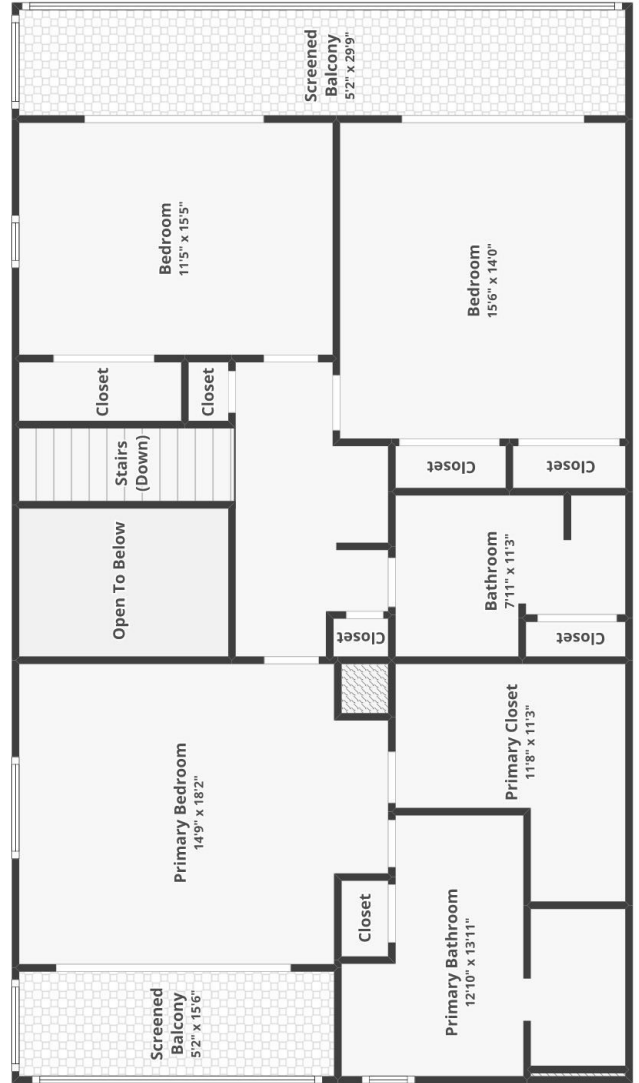 Screened
Balcony
5'2" x 29'9"
Bedroom
11'5" x 15'5"
Bedroom
15'6" x 14'0"
Closet
Closet
Stairs
(Down)
Closet
Closet
Open To Below
Bathroom
7'11" x 11'3"
Closet
Closet
Primary Closet
11'8" x 11'3"
Primary Bedroom
14'9" x 18'2"
Closet
Primary Bathroom
12'10" x 13'11"
Screened
Balcony
5'2" x 15'6"